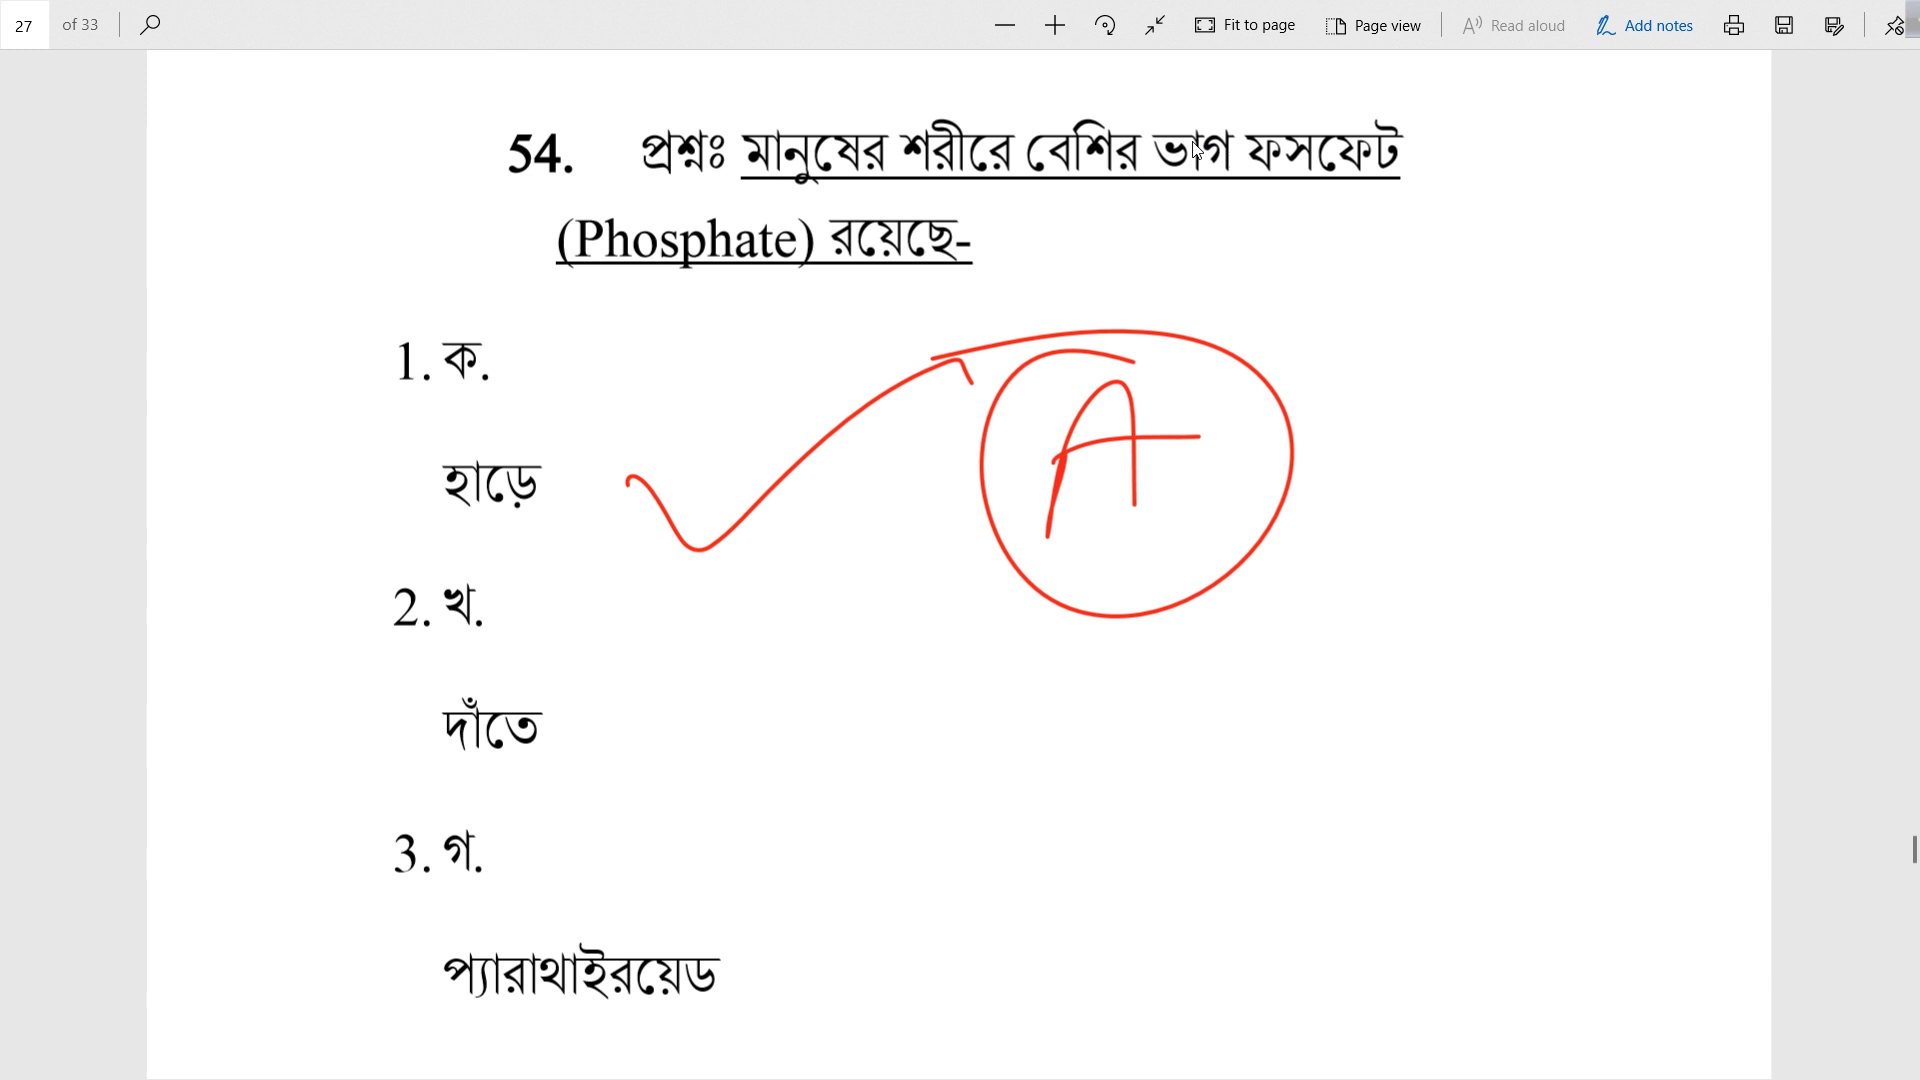 27 of 33 Fit to page Page view Read aloud Add notes
54. প্রশ্নঃ মানুষের শরীরে বেশির ভাগ ফসফেট
(Phosphate) রয়েছে-
1. ক.
হাড়ে
A
2. খ.
দাঁতে
3. গ.
প্যারাথাইরয়েড